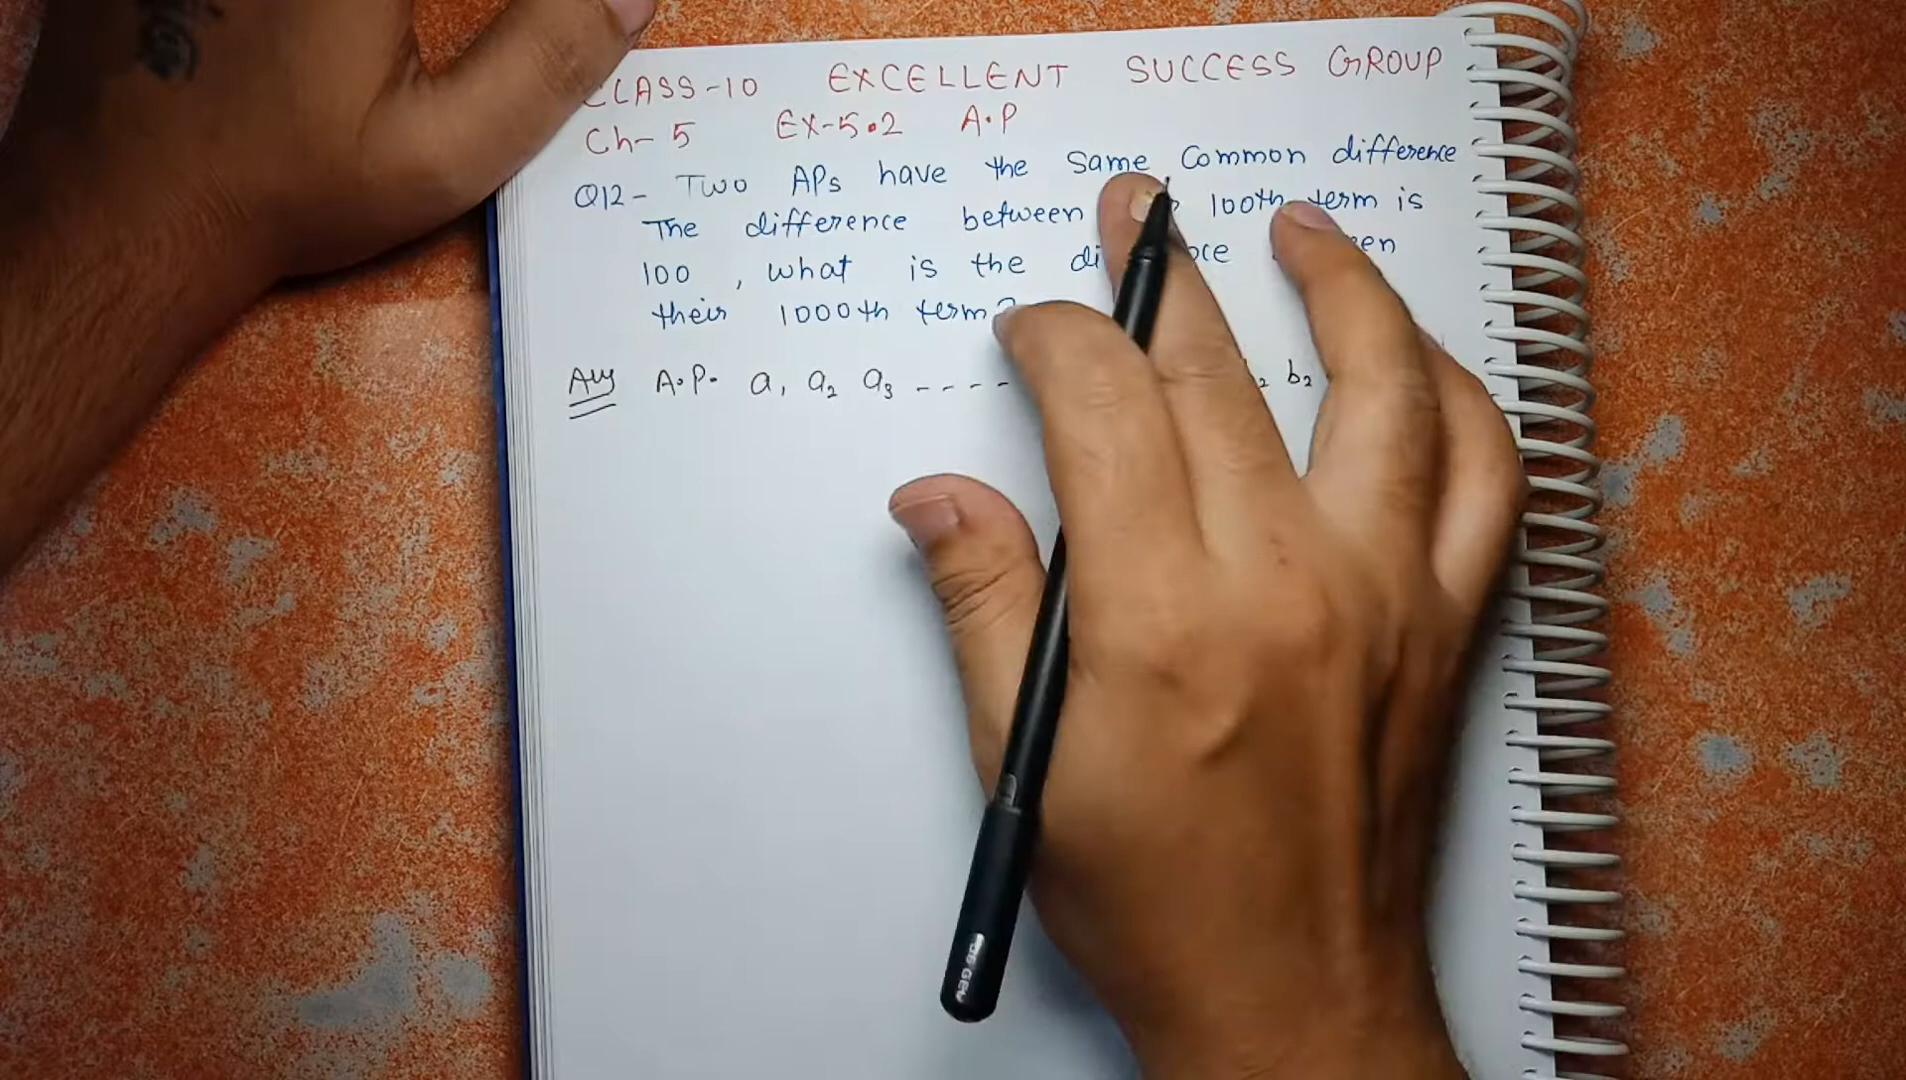 CLASS-10 EXCELLENT SUCCESS GROUP
Ch- 5 EX-5.2 A.P
Q12- Two APs have the same Common difference
The difference between 100th term is
100 , what is the
their 1000th term?
Ans A.P. a, a2 a3 ---- b2